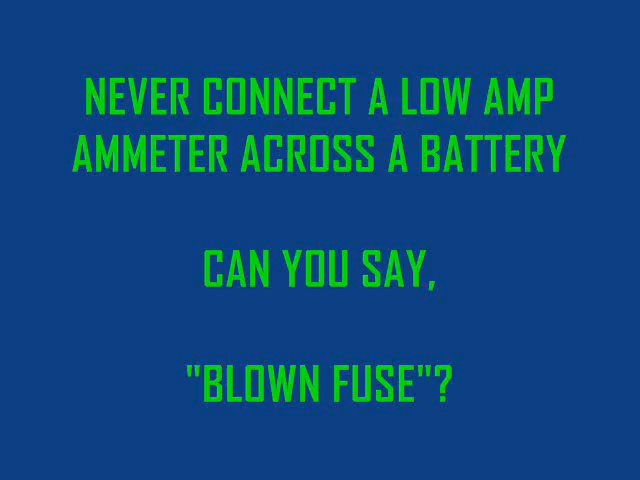 NEVER CONNECT A LOW AMP
AMMETER ACROSS A BATTERY
CAN YOU SAY,
"BLOWN FUSE"?